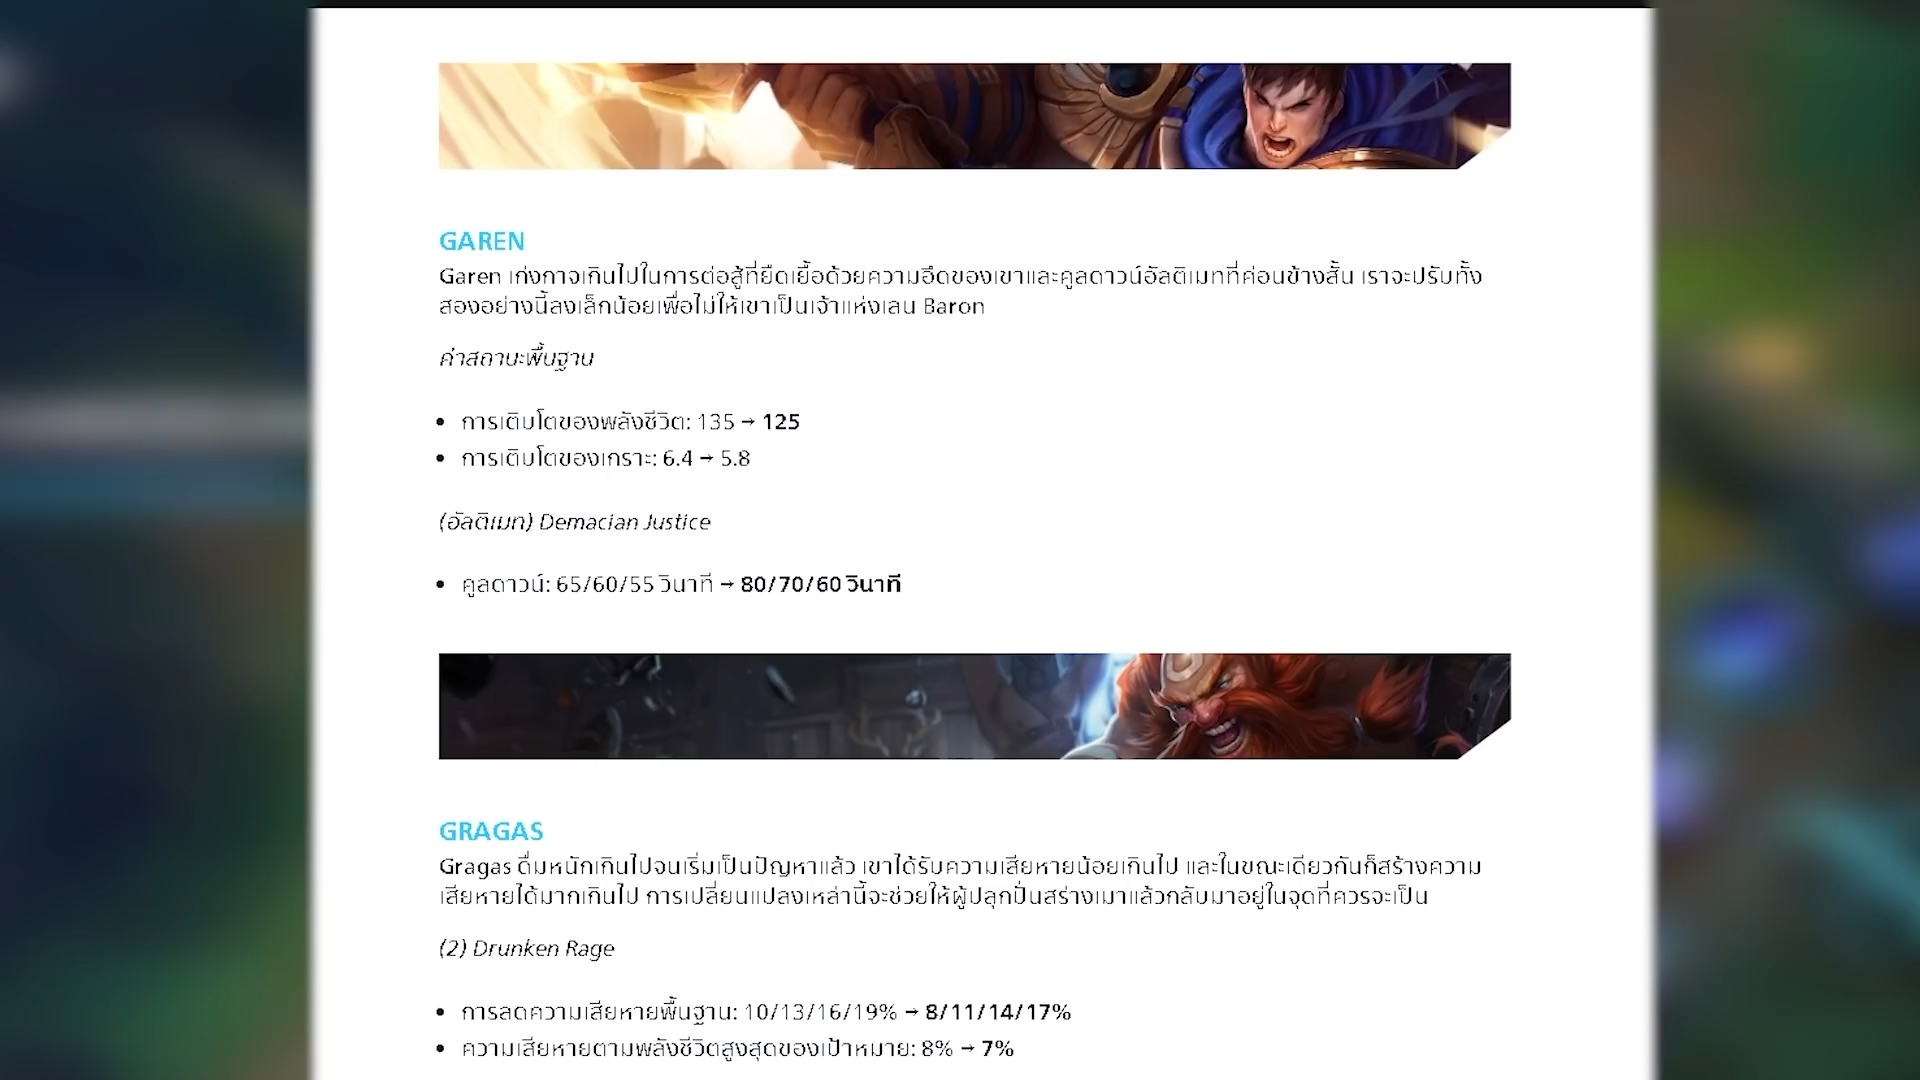 GAREN
Garen เก่งกาจเกินไปในการต่อสู้ที่ยืดเยื้อด้วยความอึดของเขาและคูลดาวน์อัลติเมทที่ค่อนข้างสั้น เราจะปรับทั้ง
สองอย่างนี้ลงเล็กน้อยเพื่อไม่ให้เขาเป็นเจ้าแห่งเลน Baron
ค่าสถานะพื้นฐาน
• การเติบโตของพลังชีวิต: 135 → 125
• การเติบโตของเกราะ: 6.4 → 5.8
(อัลติเมท) Demacian Justice
• คูลดาวน์: 65/60/55 วินาที → 80/70/60 วินาที
GRAGAS
Gragas ดื่มหนักเกินไปจนเริ่มเป็นปัญหาแล้ว เขาได้รับความเสียหายน้อยเกินไป และในขณะเดียวกันก็สร้างความ
เสียหายได้มากเกินไป การเปลี่ยนแปลงเหล่านี้จะช่วยให้ผู้ปลุกปั่นสร่างเมาแล้วกลับมาอยู่ในจุดที่ควรจะเป็น
(2) Drunken Rage
• การลดความเสียหายพื้นฐาน: 10/13/16/19% → 8/11/14/17%
• ความเสียหายตามพลังชีวิตสูงสุดของเป้าหมาย: 8% → 7%